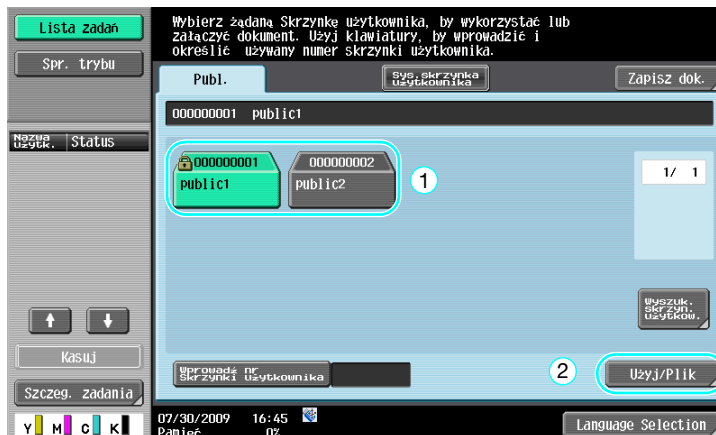 Lista zadań
Spr. trybu
Nazwa użytk.
Status
Kasuj
Szczeg. zadania
Y M C K
Wybierz żądaną Skrzynkę użytkownika, by wykorzystać lub
załączyć dokument. Użyj klawiatury, by wprowadzić i
określić używany numer skrzynki użytkownika.
Publ.
Sys.skrzynka
użytkownika
Zapisz dok.
000000001 public1
000000001
public1
000000002
public2
1
1/ 1
Wyszuk.
skrzyn.
użytkow.
Wprowadź nr
skrzynki użytkownika
2
Użyj/Plik
07/30/2009 16:45
Pamięć 0%
Language Selection